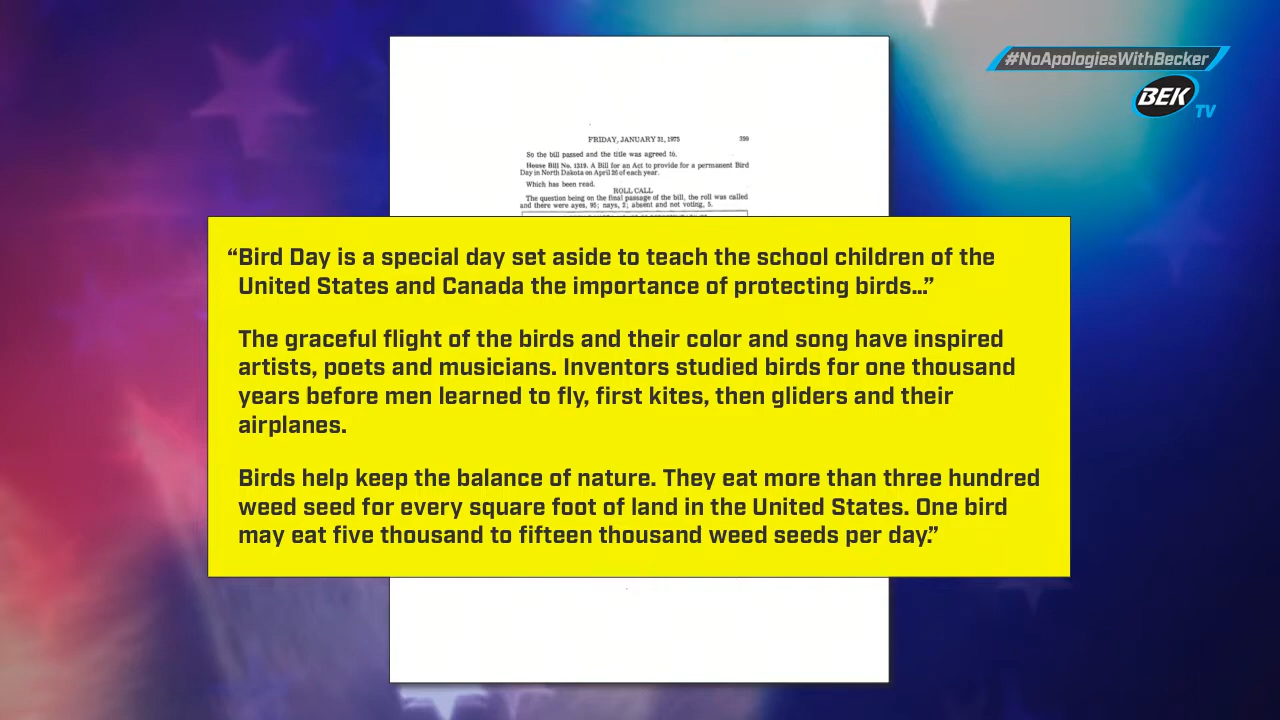 #NoApologiesWithBecker
BEK TV
FRIDAY, JANUARY 31, 1975 399
So the bill passed and the title was agreed to.
House Bill No. 1319. A Bill for an Act to provide for a permanent Bird
Day in North Dakota on April 26 of each year.
Which has been read.
ROLL CALL
The question being on the final passage of the bill, the roll was called
and there were ayes, 95; nays, 2; absent and not voting, 5.
“Bird Day is a special day set aside to teach the school children of the
United States and Canada the importance of protecting birds...”
The graceful flight of the birds and their color and song have inspired
artists, poets and musicians. Inventors studied birds for one thousand
years before men learned to fly, first kites, then gliders and their
airplanes.
Birds help keep the balance of nature. They eat more than three hundred
weed seed for every square foot of land in the United States. One bird
may eat five thousand to fifteen thousand weed seeds per day.”